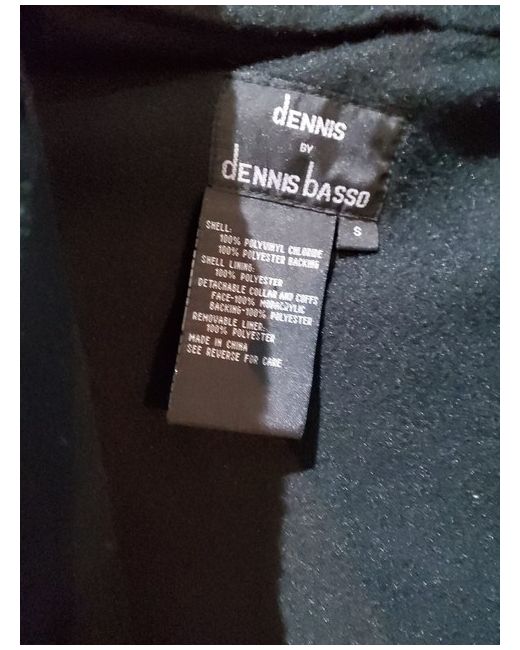 dENNIS
BY
dENNIS bASSO
S
SHELL:
100% POLYVINYL CHLORIDE
100% POLYESTER BACKING
SHELL LINING:
100% POLYESTER
DETACHABLE COLLAR AND CUFFS
FACE-100% MODACRYLIC
BACKING-100% POLYESTER
REMOVABLE LINER:
100% POLYESTER
MADE IN CHINA
SEE REVERSE FOR CARE